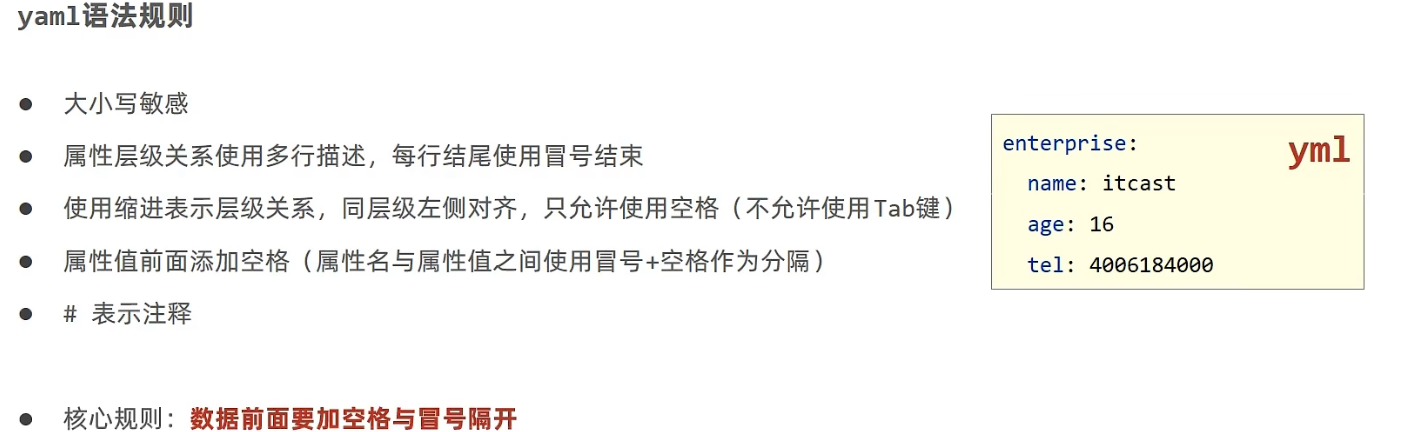 yaml语法规则
● 大小写敏感
● 属性层级关系使用多行描述，每行结尾使用冒号结束
● 使用缩进表示层级关系，同层级左侧对齐，只允许使用空格（不允许使用Tab键）
● 属性值前面添加空格（属性名与属性值之间使用冒号+空格作为分隔）
● # 表示注释
● 核心规则：数据前面要加空格与冒号隔开
enterprise:
yml
  name: itcast
  age: 16
  tel: 4006184000